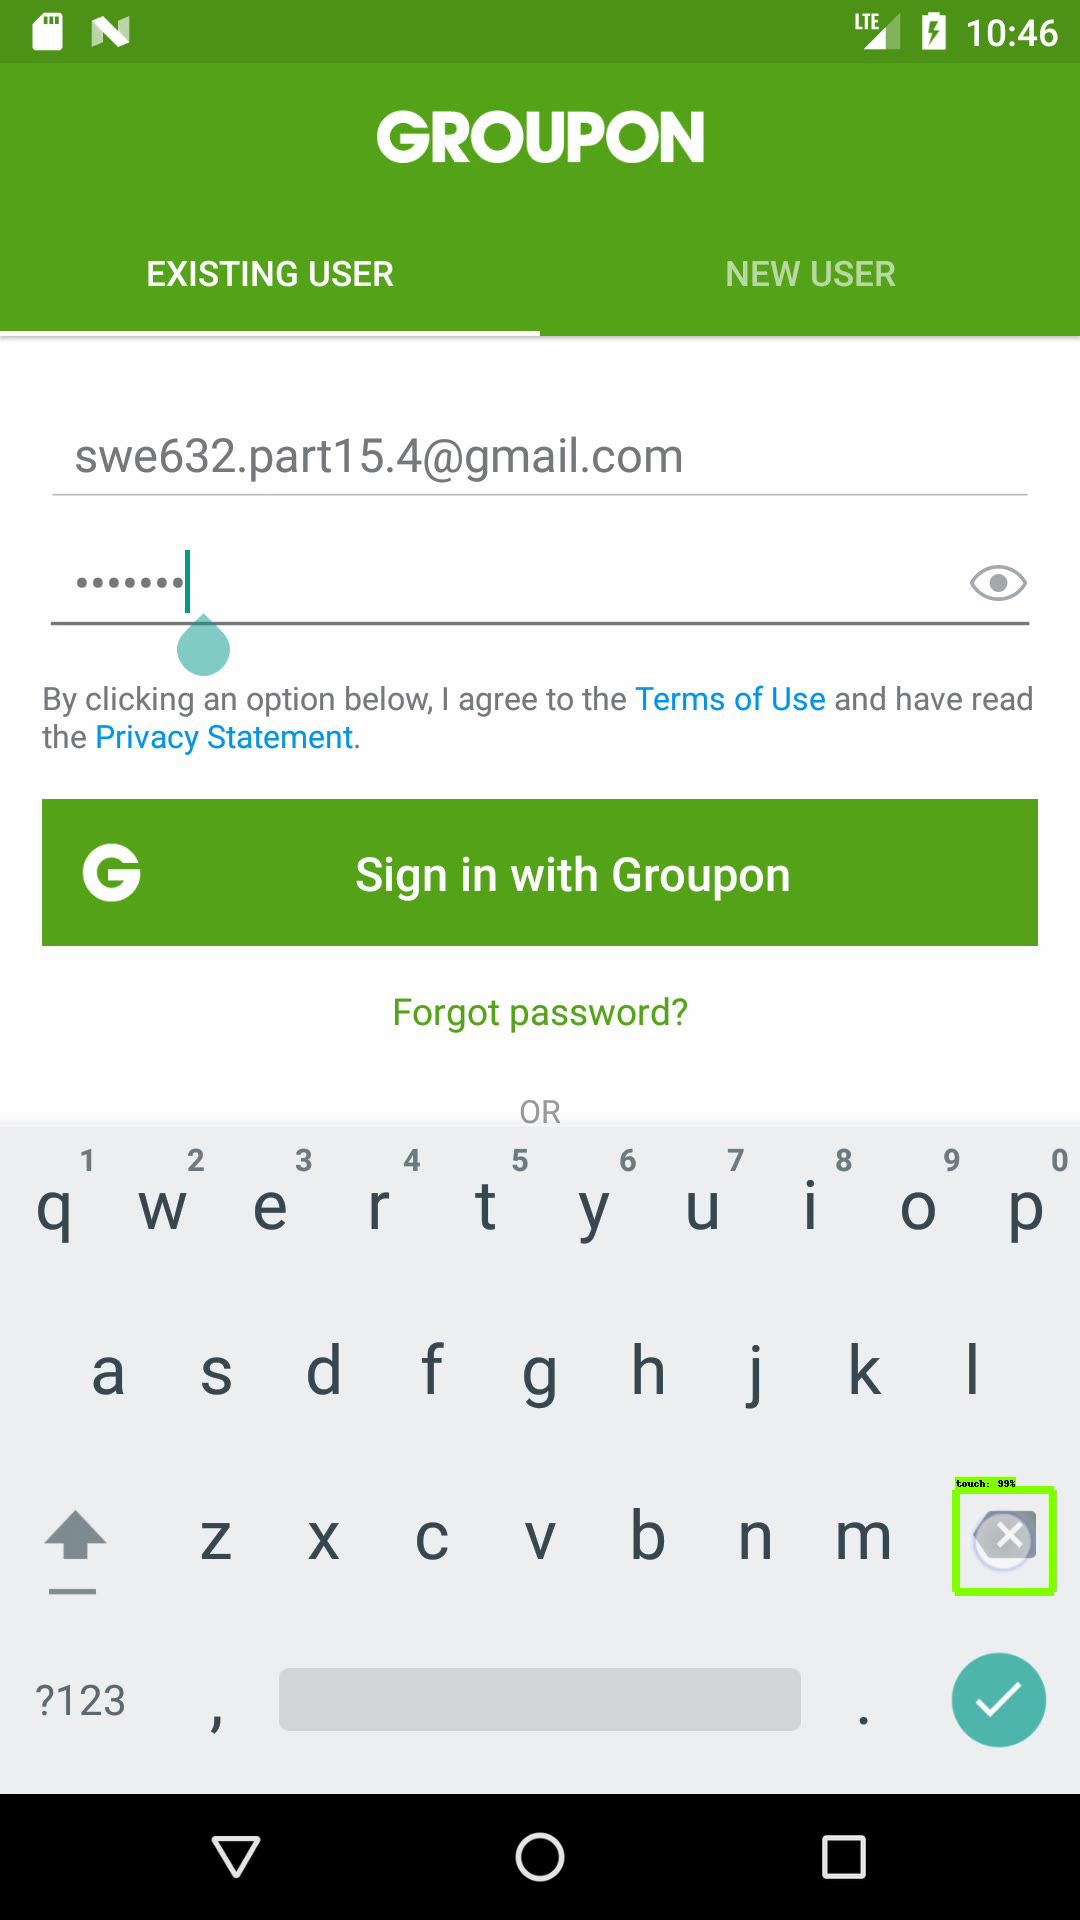 LTE 10:46
GROUPON
EXISTING USER NEW USER
swe632.part15.4@gmail.com
•••••••
By clicking an option below, I agree to the Terms of Use and have read
the Privacy Statement.
G Sign in with Groupon
Forgot password?
OR
1 2 3 4 5 6 7 8 9 0
q w e r t y u i o p
a s d f g h j k l
touch: 99%
z x c v b n m
?123 , .